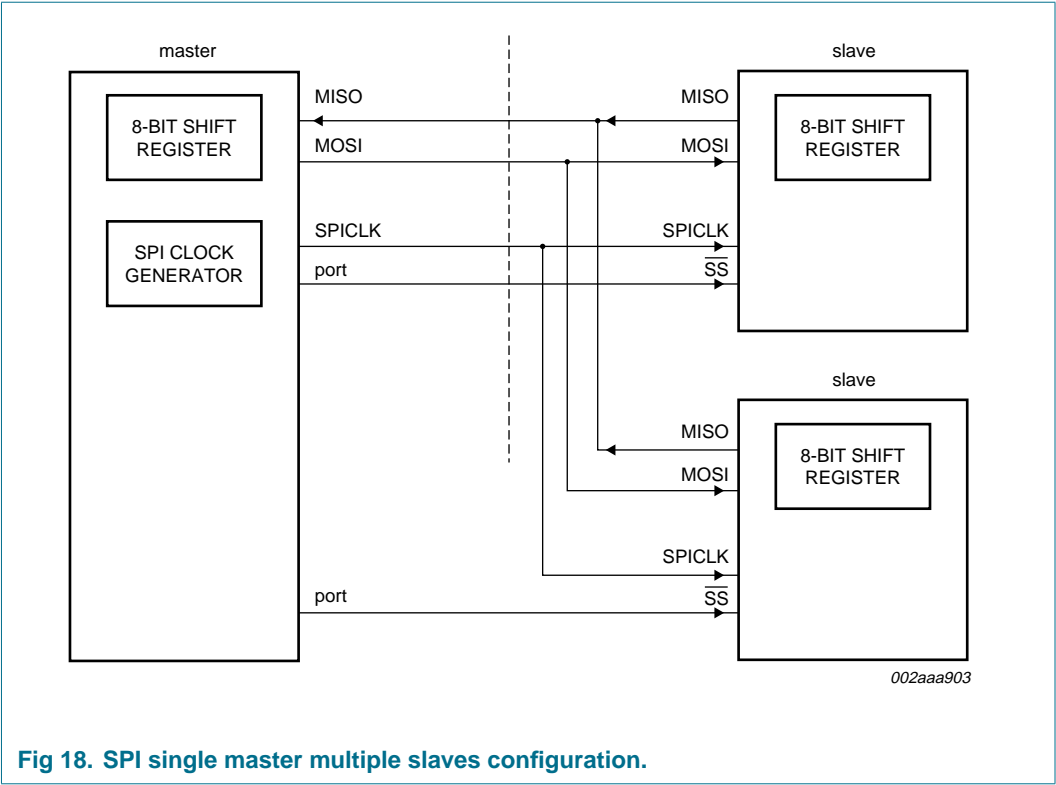 master
slave
MISO
MISO
8-BIT SHIFT
REGISTER
8-BIT SHIFT
REGISTER
MOSI
MOSI
SPICLK
SPICLK
SPI CLOCK
GENERATOR
port
S̅S̅
slave
MISO
8-BIT SHIFT
REGISTER
MOSI
SPICLK
port
S̅S̅
002aaa903
Fig 18. SPI single master multiple slaves configuration.